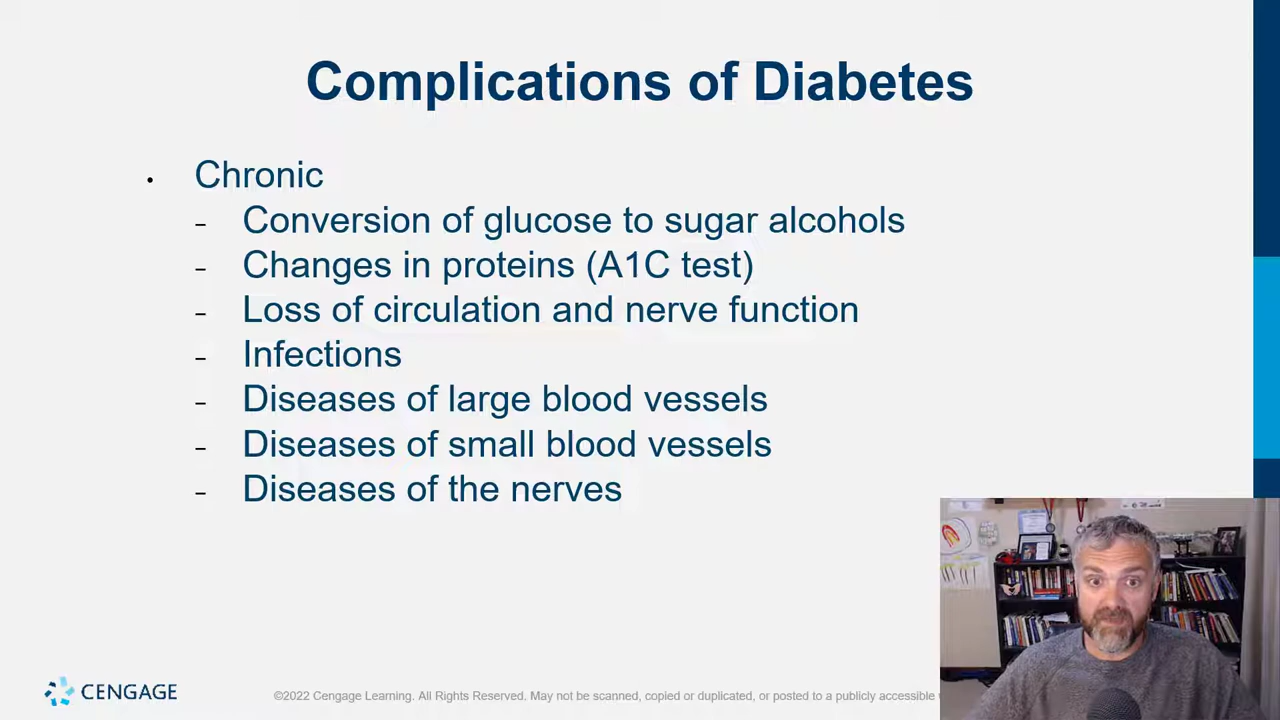 Complications of Diabetes
· Chronic
- Conversion of glucose to sugar alcohols
- Changes in proteins (A1C test)
- Loss of circulation and nerve function
- Infections
- Diseases of large blood vessels
- Diseases of small blood vessels
- Diseases of the nerves
CENGAGE
©2022 Cengage Learning. All Rights Reserved. May not be scanned, copied or duplicated, or posted to a publicly accessible